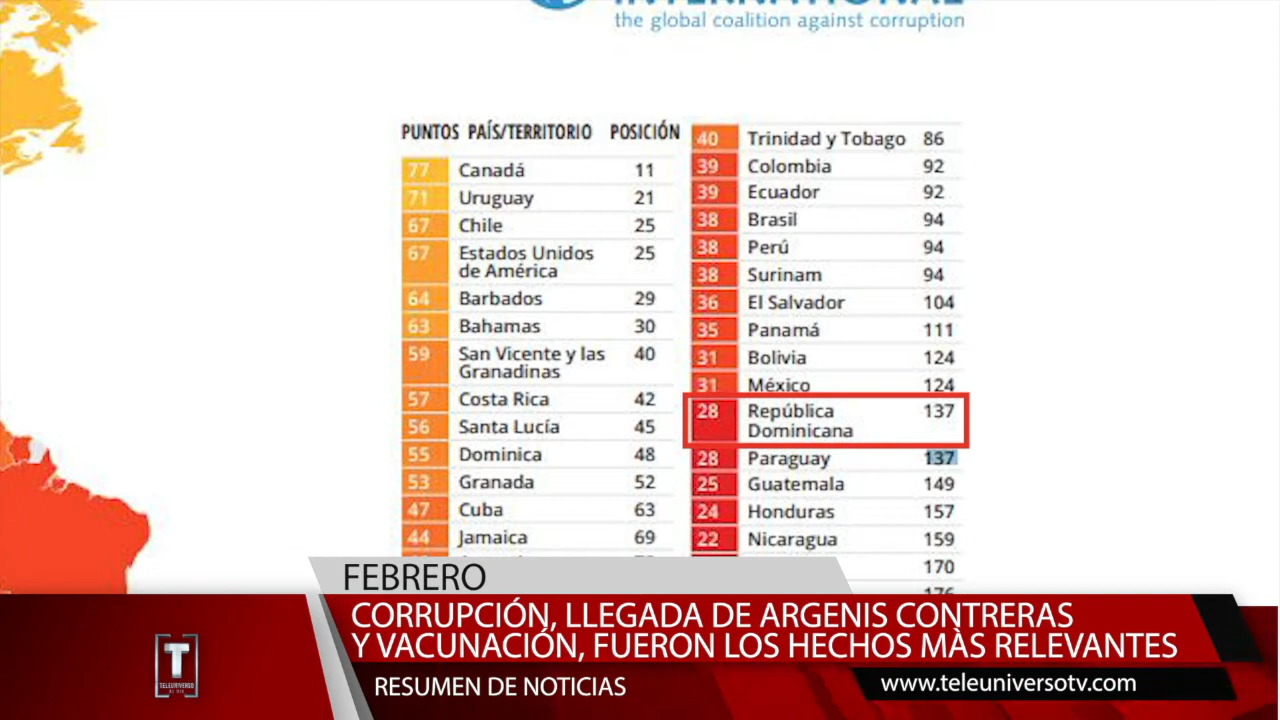 INTERNATIONAL
the global coalition against corruption
PUNTOS PAÍS/TERRITORIO POSICIÓN
77 Canadá 11
71 Uruguay 21
67 Chile 25
67 Estados Unidos 25
de América
64 Barbados 29
63 Bahamas 30
59 San Vicente y las 40
Granadinas
57 Costa Rica 42
56 Santa Lucía 45
55 Dominica 48
53 Granada 52
47 Cuba 63
44 Jamaica 69
40 Trinidad y Tobago 86
39 Colombia 92
39 Ecuador 92
38 Brasil 94
38 Perú 94
38 Surinam 94
36 El Salvador 104
35 Panamá 111
31 Bolivia 124
31 México 124
28 República 137
Dominicana
28 Paraguay 137
25 Guatemala 149
24 Honduras 157
22 Nicaragua 159
170
FEBRERO
CORRUPCIÓN, LLEGADA DE ARGENIS CONTRERAS
Y VACUNACIÓN, FUERON LOS HECHOS MÀS RELEVANTES
T
TELEUNIVERSO
AL DIA
RESUMEN DE NOTICIAS
www.teleuniversotv.com